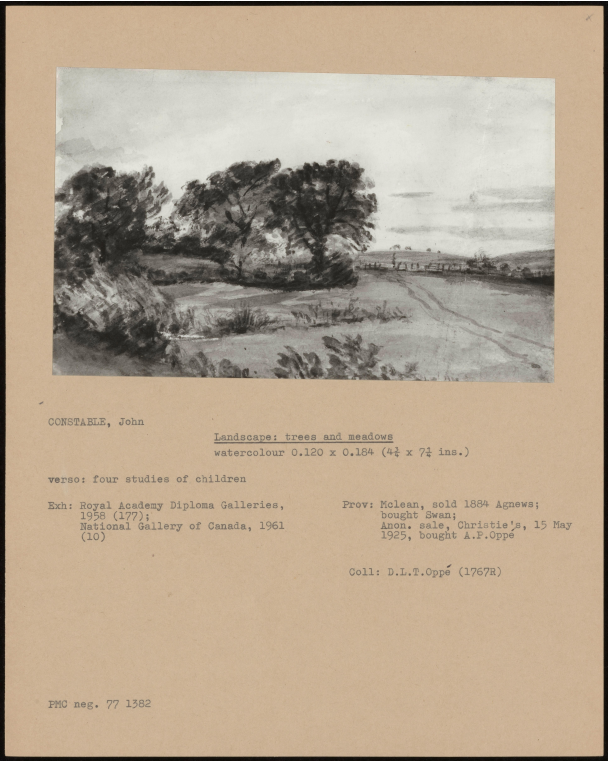 CONSTABLE, John
Landscape: trees and meadows
watercolour 0.120 x 0.184 (4¾ x 7¼ ins.)
verso: four studies of children
Exh: Royal Academy Diploma Galleries,
1958 (177);
National Gallery of Canada, 1961
(10)
Prov: Mclean, sold 1884 Agnews;
bought Swan;
Anon. sale, Christie's, 15 May
1925, bought A.P.Oppé
Coll: D.L.T.Oppé (1767R)
PMC neg. 77 1382